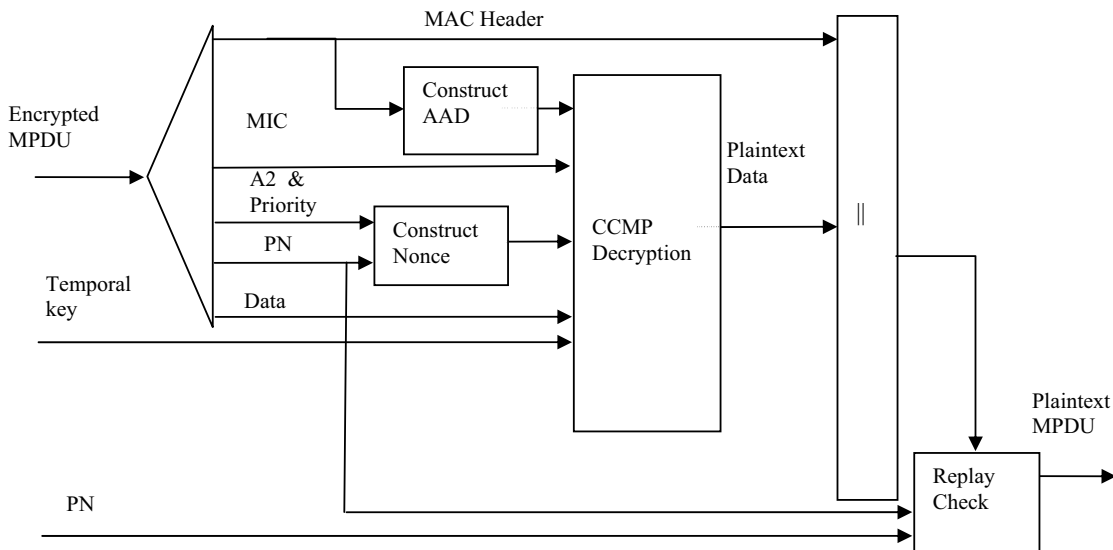 MAC Header
Construct
AAD
Encrypted
MPDU
MIC
Plaintext
Data
A2 &
Priority
||
Construct
Nonce
CCMP
Decryption
PN
Temporal
key
Data
Plaintext
MPDU
Replay
Check
PN